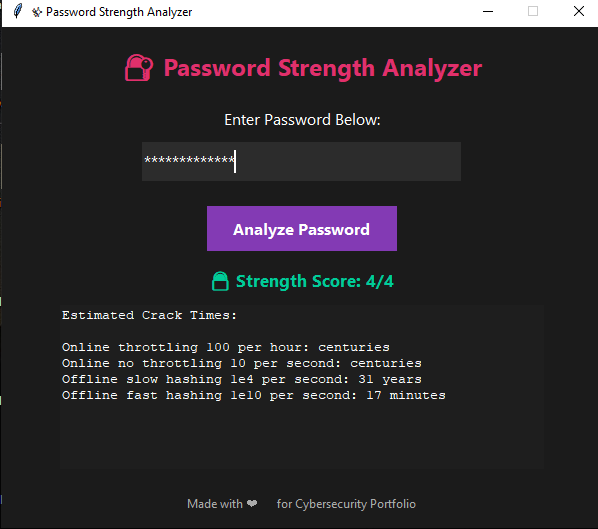 Password Strength Analyzer
Password Strength Analyzer
Enter Password Below:
*************
Analyze Password
Strength Score: 4/4
Estimated Crack Times:
Online throttling 100 per hour: centuries
Online no throttling 10 per second: centuries
Offline slow hashing 1e4 per second: 31 years
Offline fast hashing 1e10 per second: 17 minutes
Made with ❤ for Cybersecurity Portfolio